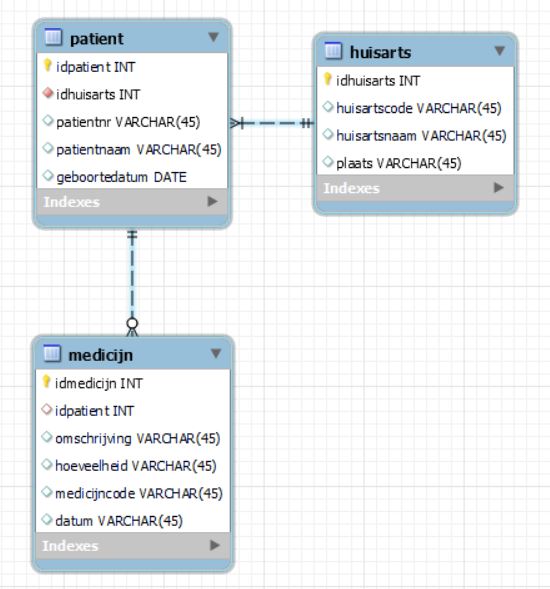 patient
idpatient INT
idhuisarts INT
patientnr VARCHAR(45)
patientnaam VARCHAR(45)
geboortedatum DATE
Indexes
huisarts
idhuisarts INT
huisartscode VARCHAR(45)
huisartsnaam VARCHAR(45)
plaats VARCHAR(45)
Indexes
medicijn
idmedicijn INT
idpatient INT
omschrijving VARCHAR(45)
hoeveelheid VARCHAR(45)
medicijncode VARCHAR(45)
datum VARCHAR(45)
Indexes